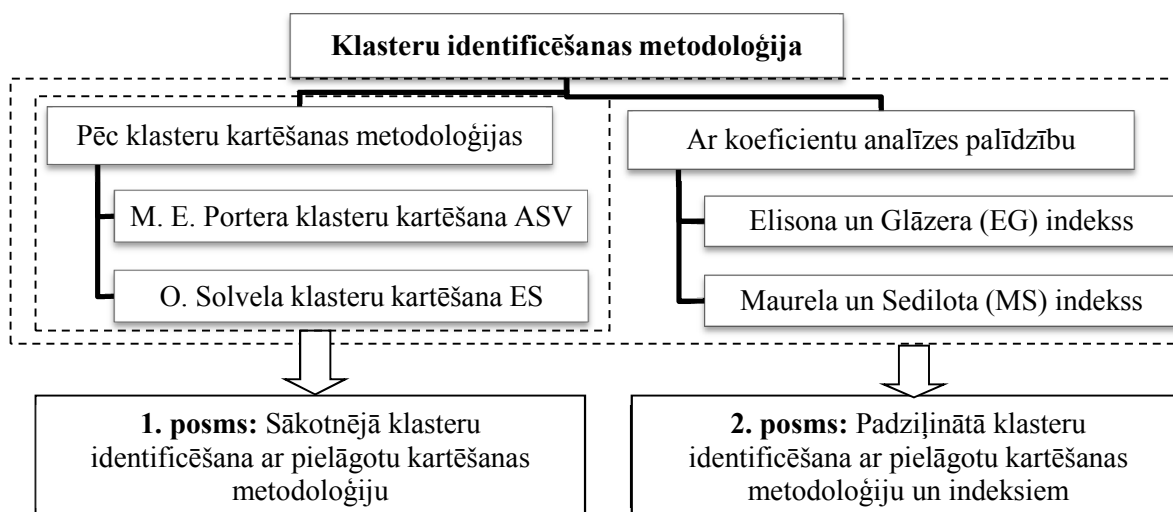 Klasteru identificēšanas metodoloģija
Pēc klasteru kartēšanas metodoloģijas
M. E. Portera klasteru kartēšana ASV
O. Solvela klasteru kartēšana ES
Ar koeficientu analīzes palīdzību
Elisona un Glāzera (EG) indekss
Maurela un Sedilota (MS) indekss
1. posms: Sākotnējā klasteru
identificēšana ar pielāgotu kartēšanas
metodoloģiju
2. posms: Padziļinātā klasteru
identificēšana ar pielāgotu kartēšanas
metodoloģiju un indeksiem